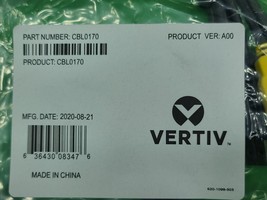 PART NUMBER: CBL0170
PRODUCT VER: A00
PRODUCT: CBL0170
MFG. DATE: 2020-08-21
6 36430 08347 6
VERTIV™
MADE IN CHINA